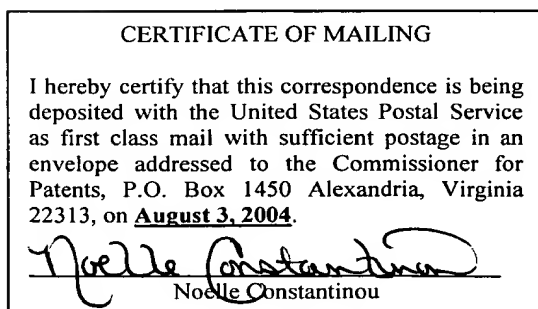 CERTIFICATE OF MAILING
I hereby certify that this correspondence is being
deposited with the United States Postal Service
as first class mail with sufficient postage in an
envelope addressed to the Commissioner for
Patents, P.O. Box 1450 Alexandria, Virginia
22313, on August 3, 2004.
Noelle Constantinou
Noelle Constantinou